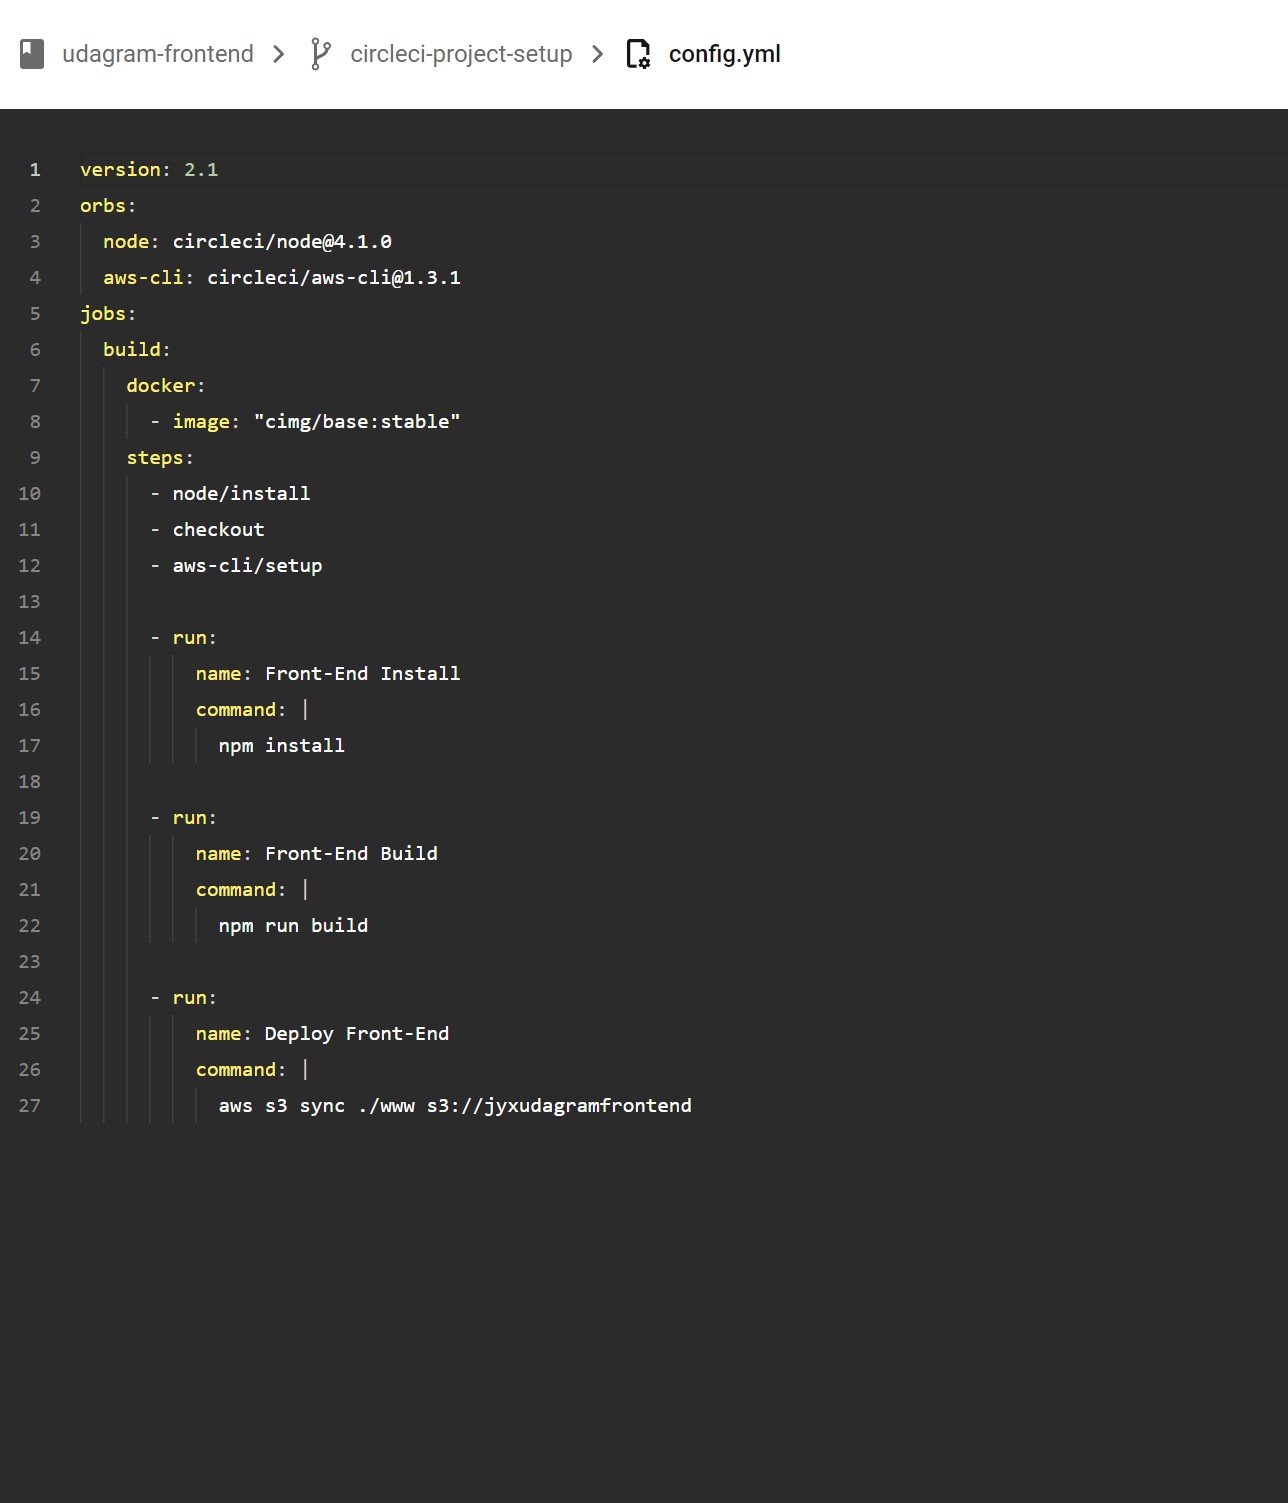 udagram-frontend > circleci-project-setup > config.yml
1 version: 2.1
2 orbs:
3   node: circleci/node@4.1.0
4   aws-cli: circleci/aws-cli@1.3.1
5 jobs:
6   build:
7     docker:
8       - image: "cimg/base:stable"
9     steps:
10       - node/install
11       - checkout
12       - aws-cli/setup
13
14       - run:
15           name: Front-End Install
16           command: |
17             npm install
18
19       - run:
20           name: Front-End Build
21           command: |
22             npm run build
23
24       - run:
25           name: Deploy Front-End
26           command: |
27             aws s3 sync ./www s3://jyxudagramfrontend